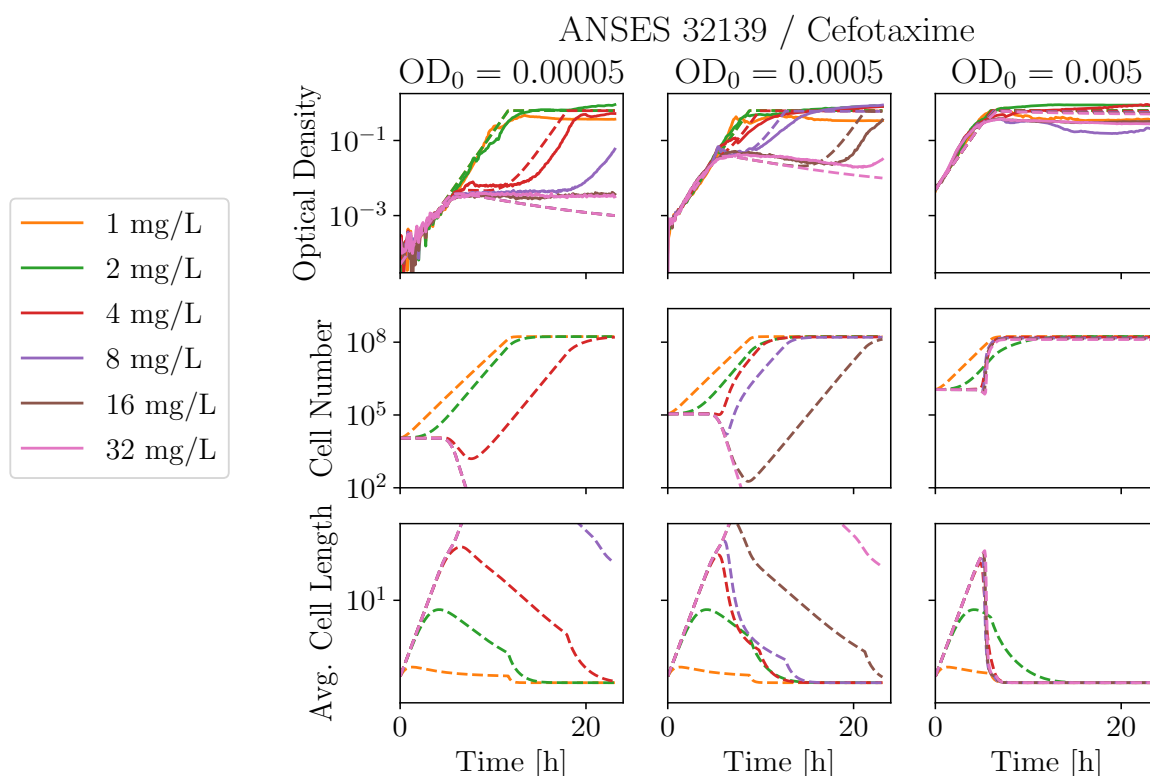 ANSES 32139 / Cefotaxime
OD₀ = 0.00005
OD₀ = 0.0005
OD₀ = 0.005
Optical Density
10⁻¹
10⁻³
1 mg/L
2 mg/L
4 mg/L
8 mg/L
16 mg/L
32 mg/L
Cell Number
10⁸
10⁵
10²
Avg. Cell Length
10¹
0 20
0 20
0 20
Time [h]
Time [h]
Time [h]